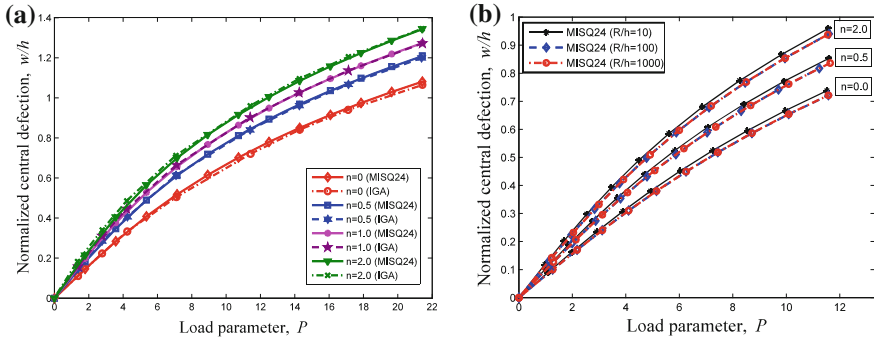 (a)
Normalized central defection, w/h
1.4
1.2
1
0.8
0.6
0.4
0.2
0
0 2 4 6 8 10 12 14 16 18 20 22
Load parameter, P
n=0 (MISQ24)
n=0 (IGA)
n=0.5 (MISQ24)
n=0.5 (IGA)
n=1.0 (MISQ24)
n=1.0 (IGA)
n=2.0 (MISQ24)
n=2.0 (IGA)
(b)
Normalized central defection, w/h
1
0.9
0.8
0.7
0.6
0.5
0.4
0.3
0.2
0.1
0
0 2 4 6 8 10 12
Load parameter, P
MISQ24 (R/h=10)
MISQ24 (R/h=100)
MISQ24 (R/h=1000)
n=2.0
n=0.5
n=0.0